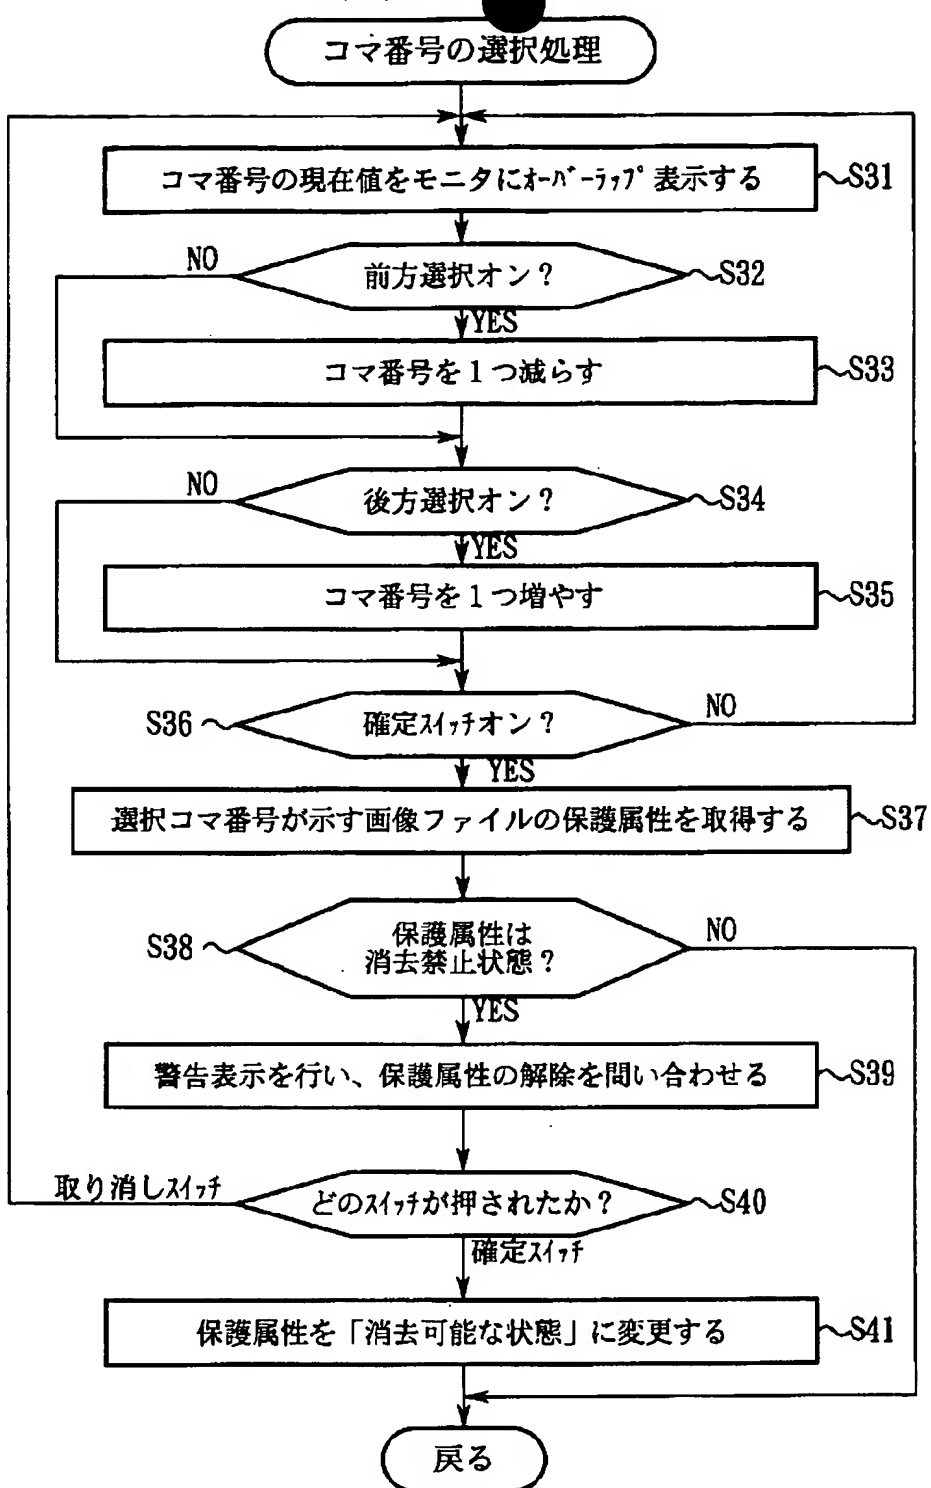 コマ番号の選択処理
コマ番号の現在値をモニタにｵｰﾊﾞｰﾗｯﾌﾟ表示する
S31
NO
前方選択オン？
S32
YES
コマ番号を１つ減らす
S33
NO
後方選択オン？
S34
YES
コマ番号を１つ増やす
S35
S36
確定ｽｲｯﾁオン？
NO
YES
選択コマ番号が示す画像ファイルの保護属性を取得する
S37
S38
保護属性は
消去禁止状態？
NO
YES
警告表示を行い、保護属性の解除を問い合わせる
S39
取り消しｽｲｯﾁ
どのｽｲｯﾁが押されたか？
S40
確定ｽｲｯﾁ
保護属性を「消去可能な状態」に変更する
S41
戻る